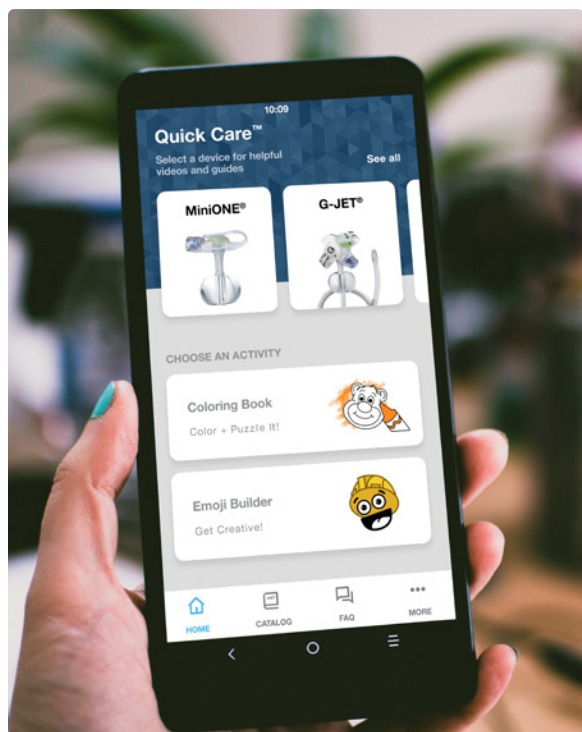 10:09
Quick Care™
Select a device for helpful
videos and guides
See all
MiniONE®
G-JET®
CHOOSE AN ACTIVITY
Coloring Book
Color + Puzzle It!
Emoji Builder
Get Creative!
HOME
CATALOG
FAQ
MORE